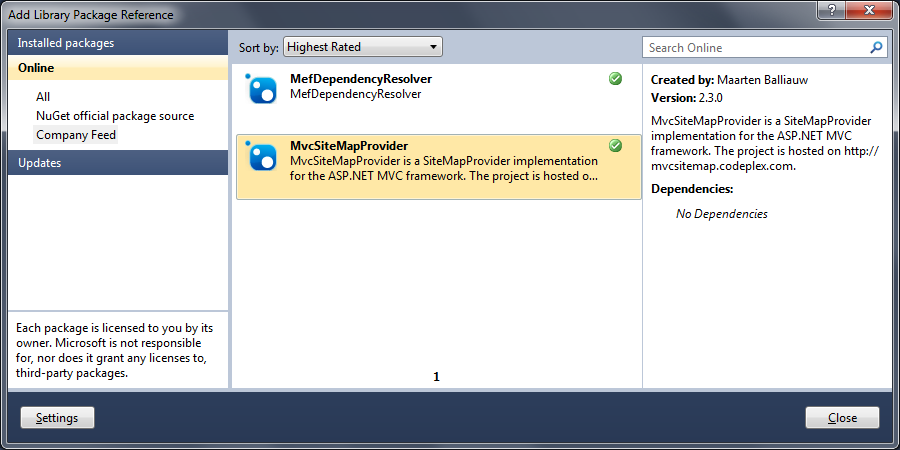 Add Library Package Reference
Installed packages
Online
All
NuGet official package source
Company Feed
Updates
Each package is licensed to you by its
owner. Microsoft is not responsible
for, nor does it grant any licenses to,
third-party packages.
Sort by: Highest Rated
MefDependencyResolver
MefDependencyResolver
MvcSiteMapProvider
MvcSiteMapProvider is a SiteMapProvider implementation
for the ASP.NET MVC framework. The project is hosted o...
1
Search Online
Created by: Maarten Balliauw
Version: 2.3.0
MvcSiteMapProvider is a SiteMapProvider
implementation for the ASP.NET MVC
framework. The project is hosted on http://
mvcsitemap.codeplex.com.
Dependencies:
No Dependencies
Settings
Close